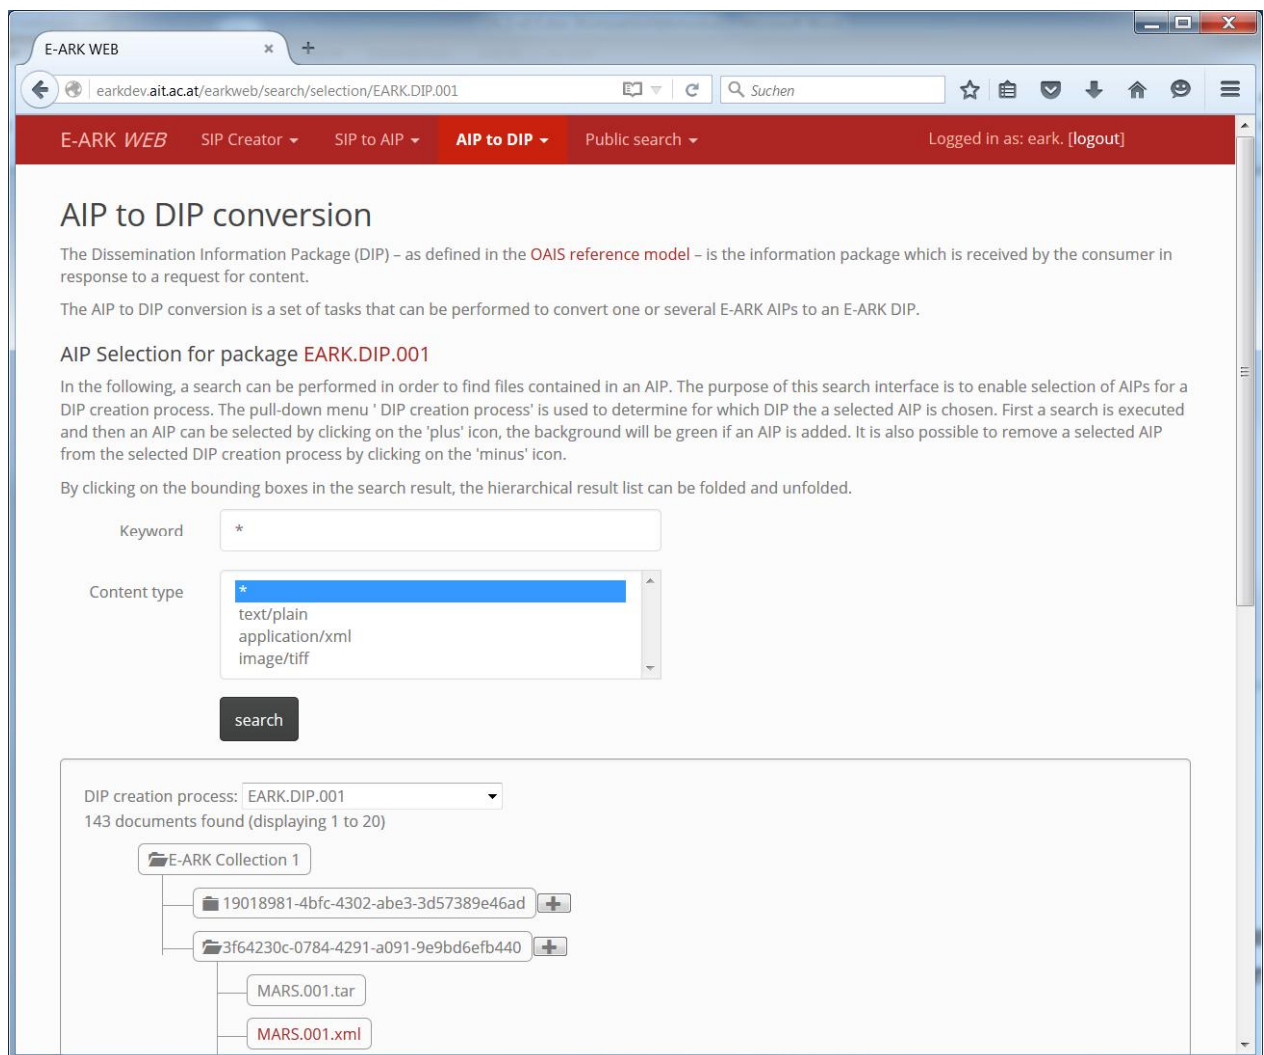 E-ARK WEB
earkdev.ait.ac.at/earkweb/search/selection/EARK.DIP.001
Suchen
E-ARK WEB SIP Creator SIP to AIP AIP to DIP Public search Logged in as: eark. [logout]
AIP to DIP conversion
The Dissemination Information Package (DIP) – as defined in the OAIS reference model – is the information package which is received by the consumer in
response to a request for content.
The AIP to DIP conversion is a set of tasks that can be performed to convert one or several E-ARK AIPs to an E-ARK DIP.
AIP Selection for package EARK.DIP.001
In the following, a search can be performed in order to find files contained in an AIP. The purpose of this search interface is to enable selection of AIPs for a
DIP creation process. The pull-down menu ' DIP creation process' is used to determine for which DIP the a selected AIP is chosen. First a search is executed
and then an AIP can be selected by clicking on the 'plus' icon, the background will be green if an AIP is added. It is also possible to remove a selected AIP
from the selected DIP creation process by clicking on the 'minus' icon.
By clicking on the bounding boxes in the search result, the hierarchical result list can be folded and unfolded.
Keyword *
Content type *
text/plain
application/xml
image/tiff
search
DIP creation process: EARK.DIP.001
143 documents found (displaying 1 to 20)
E-ARK Collection 1
19018981-4bfc-4302-abe3-3d57389e46ad
3f64230c-0784-4291-a091-9e9bd6efb440
MARS.001.tar
MARS.001.xml